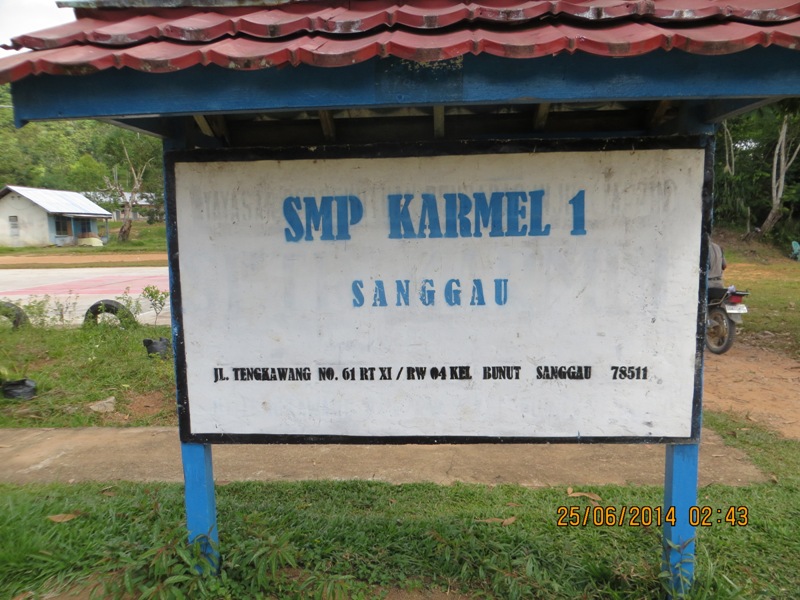 SMP KARMEL 1
SANGGAU
JL. TENGKAWANG NO. 61 RT XI / RW 04 KEL BUNUT SANGGAU 78511
25/06/2014 02:43